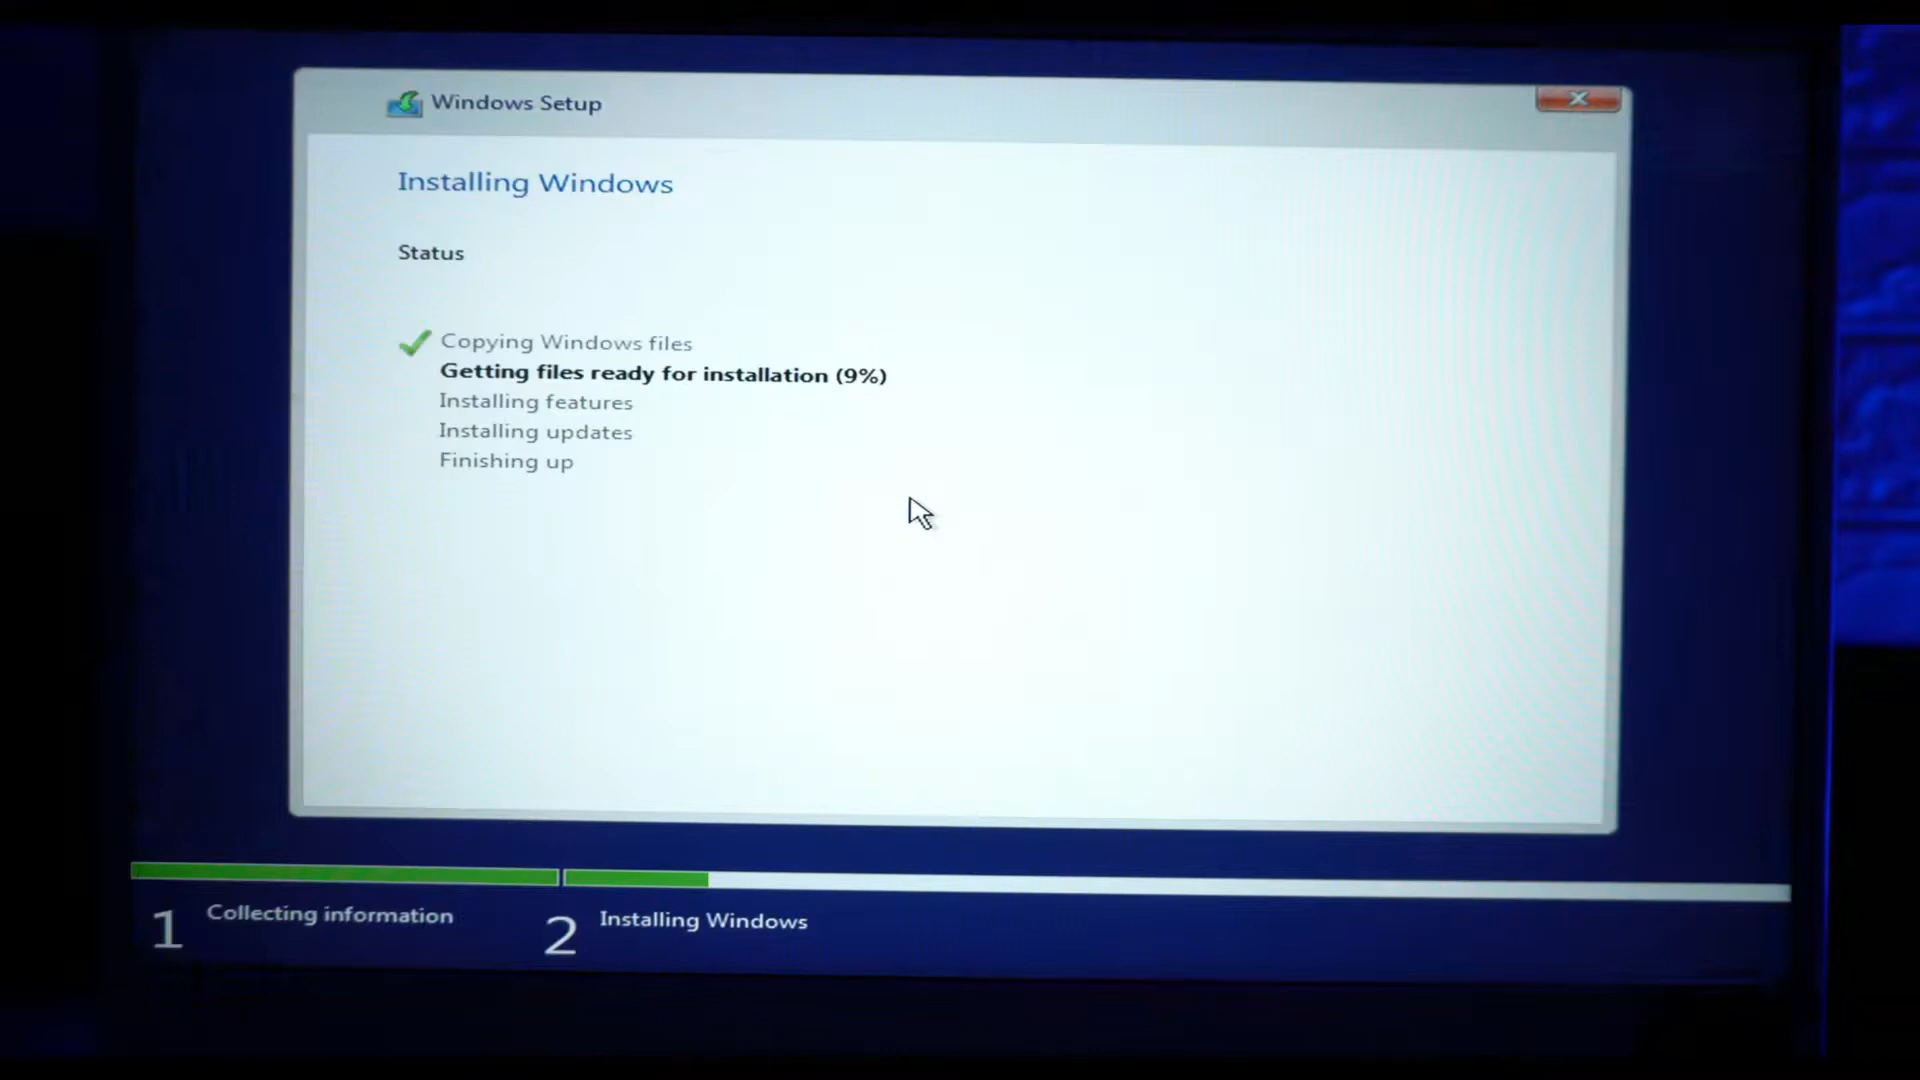 Windows Setup
Installing Windows
Status
Copying Windows files
Getting files ready for installation (9%)
Installing features
Installing updates
Finishing up
1 Collecting information
2 Installing Windows